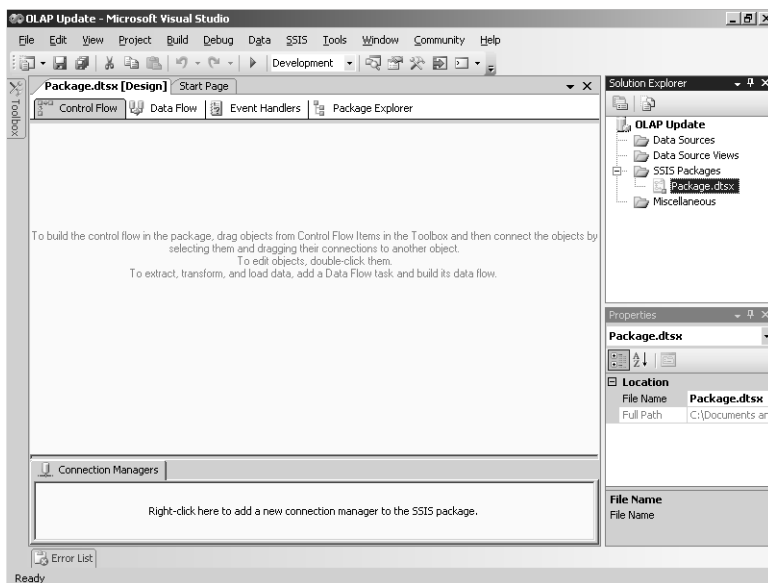 OLAP Update - Microsoft Visual Studio
File Edit View Project Build Debug Data SSIS Tools Window Community Help
Development
Toolbox
Package.dtsx [Design] Start Page
Control Flow Data Flow Event Handlers Package Explorer
To build the control flow in the package, drag objects from Control Flow Items in the Toolbox and then connect the objects by
selecting them and dragging their connections to another object.
To edit objects, double-click them.
To extract, transform, and load data, add a Data Flow task and build its data flow.
Connection Managers
Right-click here to add a new connection manager to the SSIS package.
Error List
Ready
Solution Explorer
OLAP Update
Data Sources
Data Source Views
SSIS Packages
Package.dtsx
Miscellaneous
Properties
Package.dtsx
Location
File Name Package.dtsx
Full Path C:\Documents an
File Name
File Name